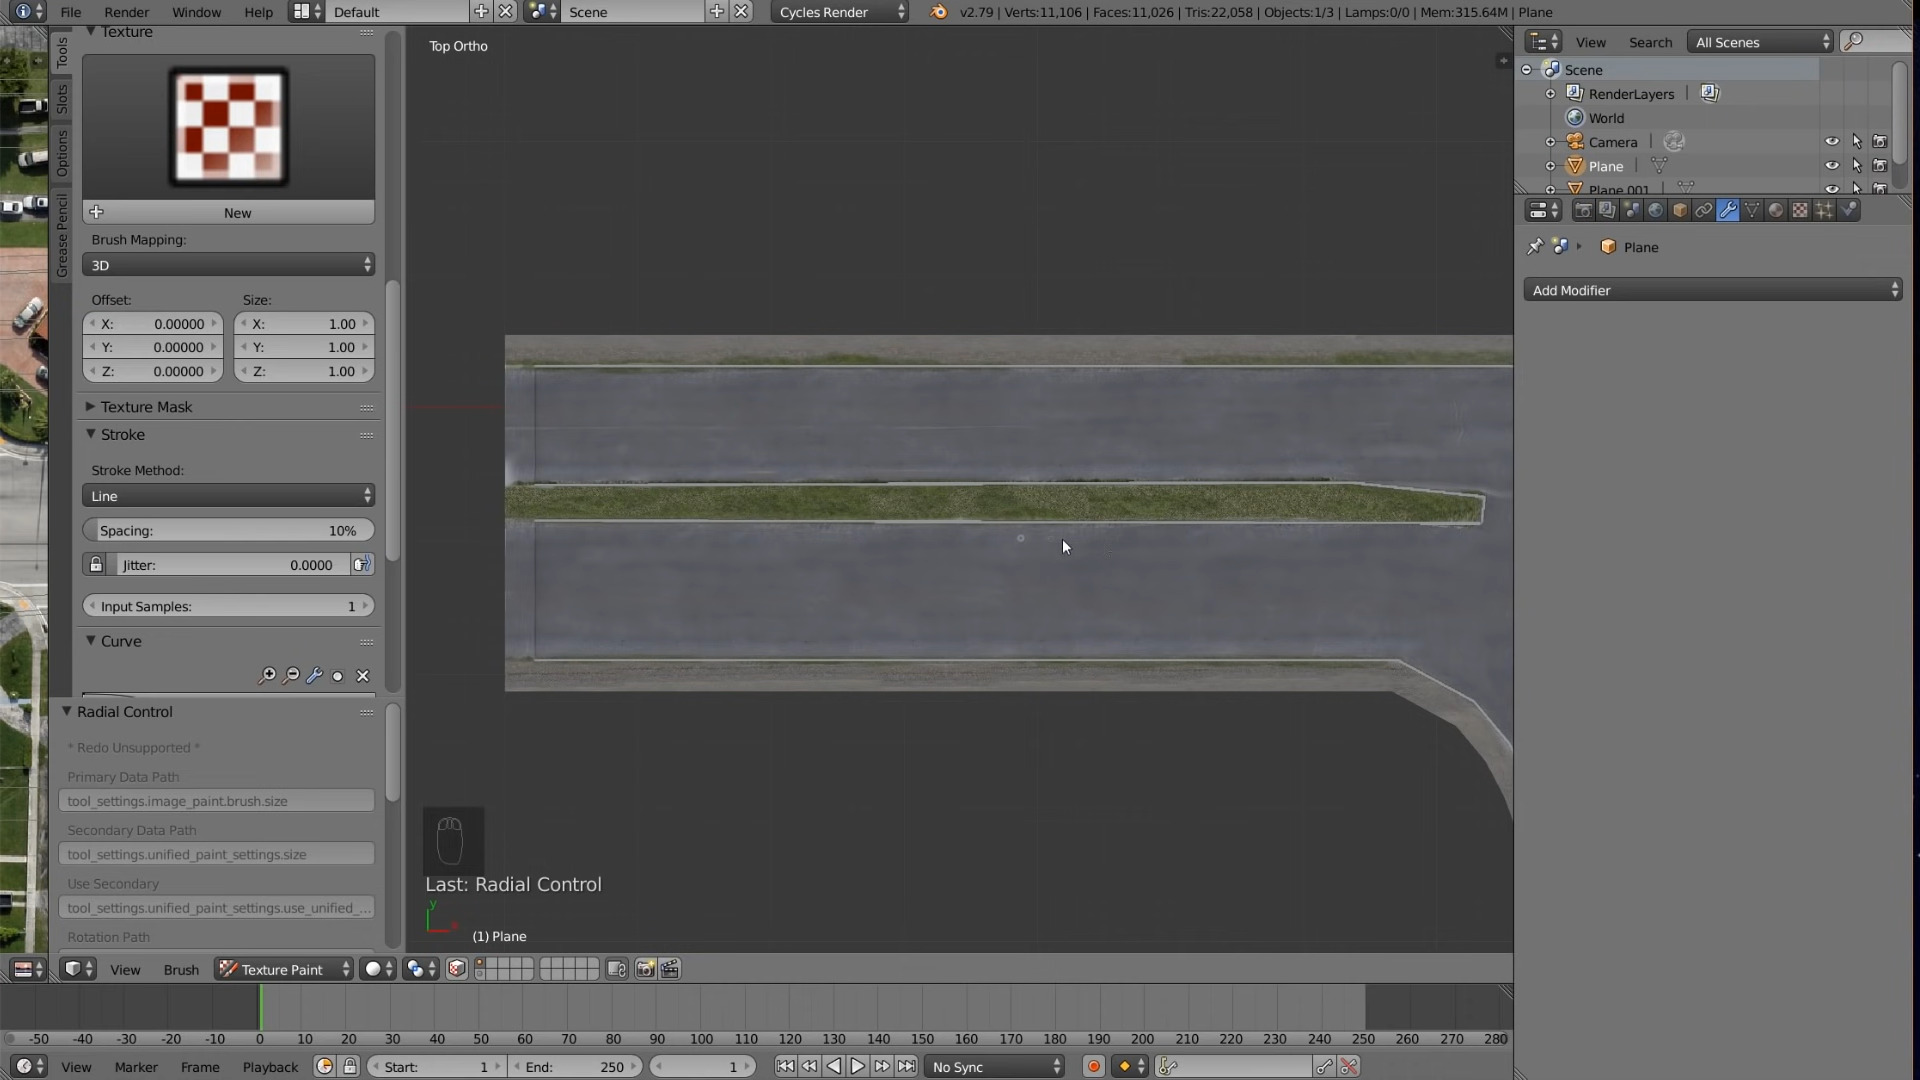 File Render Window Help Default Scene Cycles Render v2.79 | Verts:11,106 | Faces:11,026 | Tris:22,058 | Objects:1/3 | Lamps:0/0 | Mem:315.64M | Plane
Tools
Slots
Options
Grease Pencil
Texture
New
Brush Mapping:
3D
Offset: Size:
X: 0.00000 X: 1.00
Y: 0.00000 Y: 1.00
Z: 0.00000 Z: 1.00
Texture Mask
Stroke
Stroke Method:
Line
Spacing: 10%
Jitter: 0.0000
Input Samples: 1
Curve
Radial Control
* Redo Unsupported *
Primary Data Path
tool_settings.image_paint.brush.size
Secondary Data Path
tool_settings.unified_paint_settings.size
Use Secondary
tool_settings.unified_paint_settings.use_unified_...
Rotation Path
Top Ortho
Last: Radial Control
y
(1) Plane
View Brush Texture Paint
View Search All Scenes
Scene
RenderLayers
World
Camera
Plane
Plane.001
Plane
Add Modifier
-50 -40 -30 -20 -10 0 10 20 30 40 50 60 70 80 90 100 110 120 130 140 150 160 170 180 190 200 210 220 230 240 250 260 270 280
View Marker Frame Playback Start: 1 End: 250 1 No Sync